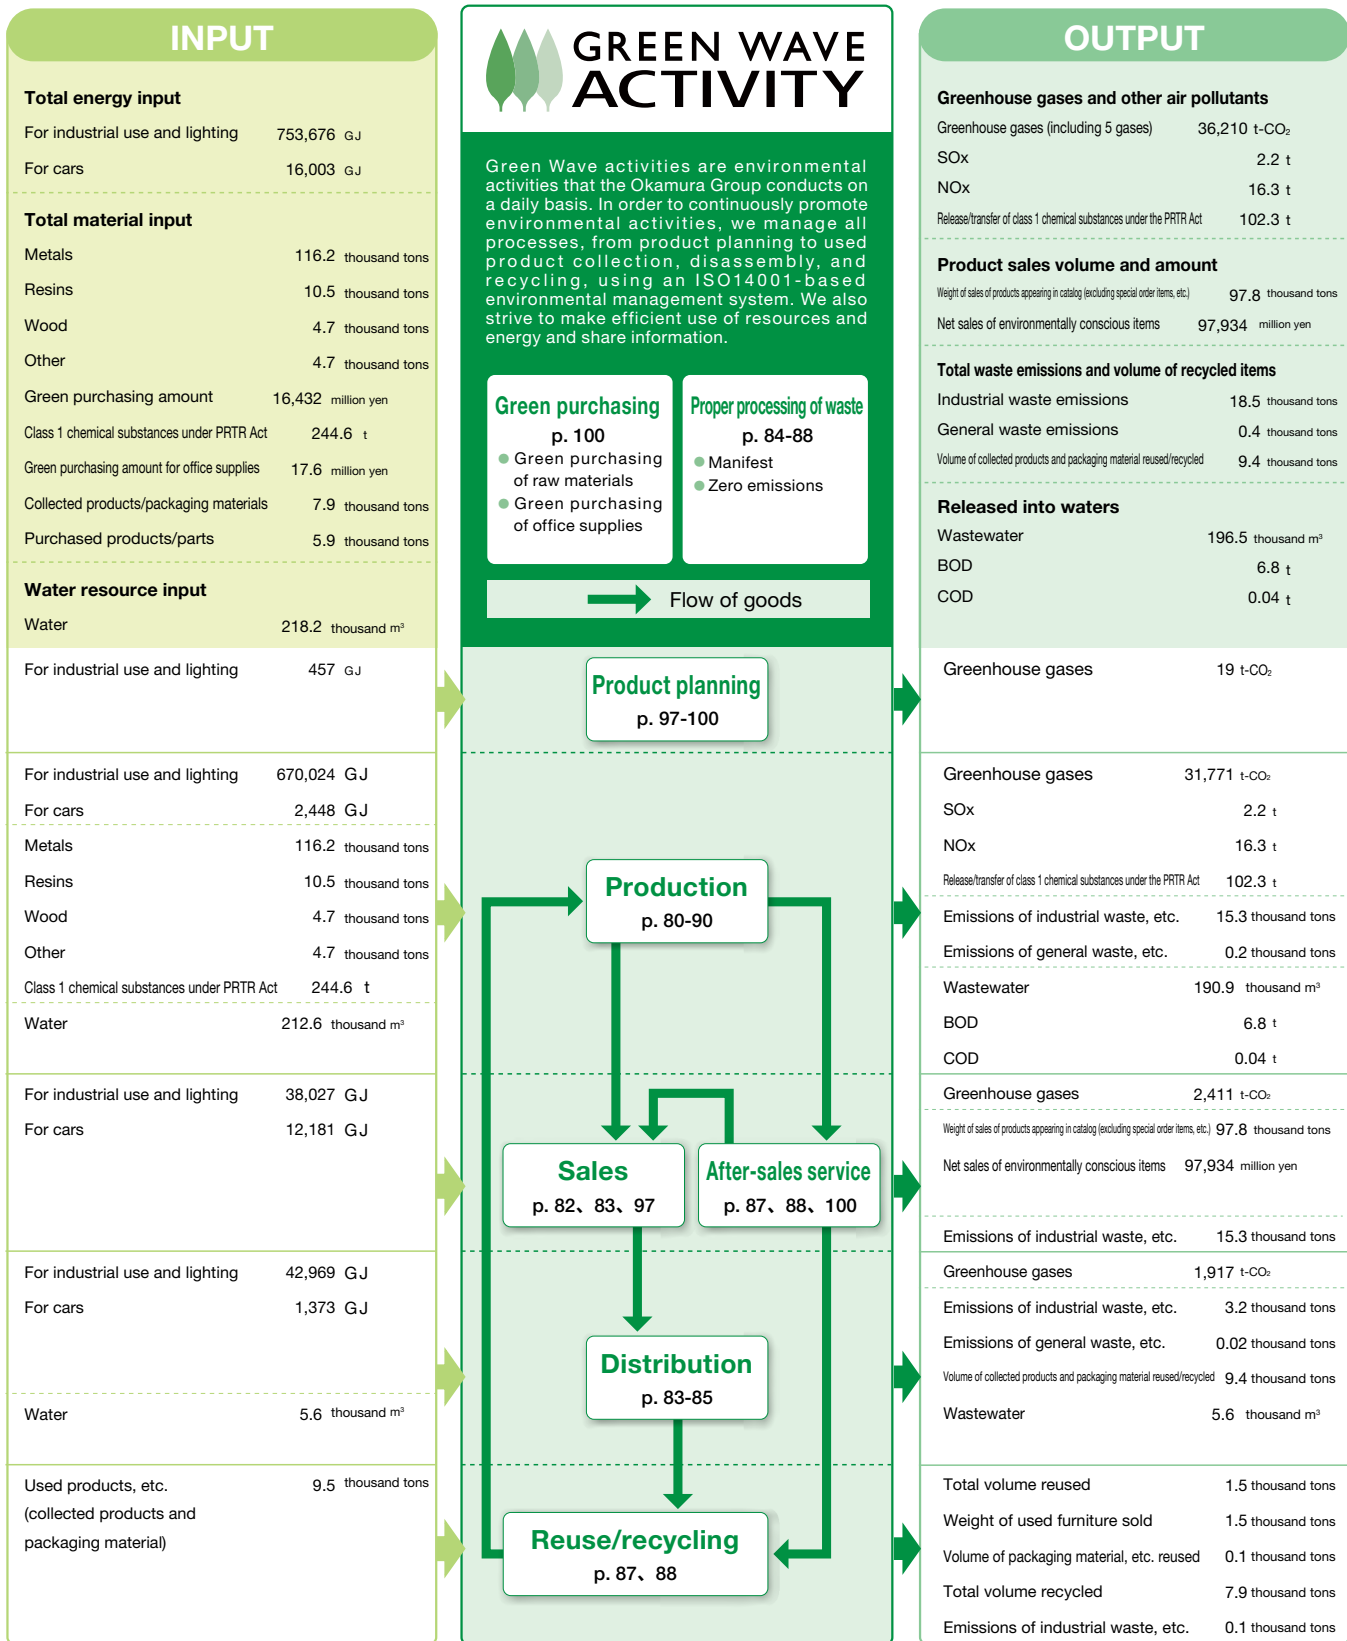 INPUT
Total energy input
For industrial use and lighting 753,676 GJ
For cars 16,003 GJ
Total material input
Metals 116.2 thousand tons
Resins 10.5 thousand tons
Wood 4.7 thousand tons
Other 4.7 thousand tons
Green purchasing amount 16,432 million yen
Class 1 chemical substances under PRTR Act 244.6 t
Green purchasing amount for office supplies 17.6 million yen
Collected products/packaging materials 7.9 thousand tons
Purchased products/parts 5.9 thousand tons
Water resource input
Water 218.2 thousand m³
GREEN WAVE
ACTIVITY
Green Wave activities are environmental
activities that the Okamura Group conducts on
a daily basis. In order to continuously promote
environmental activities, we manage all
processes, from product planning to used
product collection, disassembly, and
recycling, using an ISO14001-based
environmental management system. We also
strive to make efficient use of resources and
energy and share information.
Green purchasing
p. 100
● Green purchasing
of raw materials
● Green purchasing
of office supplies
Proper processing of waste
p. 84-88
● Manifest
● Zero emissions
Flow of goods
OUTPUT
Greenhouse gases and other air pollutants
Greenhouse gases (including 5 gases) 36,210 t-CO₂
SOx 2.2 t
NOx 16.3 t
Release/transfer of class 1 chemical substances under the PRTR Act 102.3 t
Product sales volume and amount
Weight of sales of products appearing in catalog (excluding special order items, etc.) 97.8 thousand tons
Net sales of environmentally conscious items 97,934 million yen
Total waste emissions and volume of recycled items
Industrial waste emissions 18.5 thousand tons
General waste emissions 0.4 thousand tons
Volume of collected products and packaging material reused/recycled 9.4 thousand tons
Released into waters
Wastewater 196.5 thousand m³
BOD 6.8 t
COD 0.04 t
For industrial use and lighting 457 GJ
Product planning
p. 97-100
Greenhouse gases 19 t-CO₂
For industrial use and lighting 670,024 GJ
For cars 2,448 GJ
Metals 116.2 thousand tons
Resins 10.5 thousand tons
Wood 4.7 thousand tons
Other 4.7 thousand tons
Class 1 chemical substances under PRTR Act 244.6 t
Water 212.6 thousand m³
Production
p. 80-90
Greenhouse gases 31,771 t-CO₂
SOx 2.2 t
NOx 16.3 t
Release/transfer of class 1 chemical substances under the PRTR Act 102.3 t
Emissions of industrial waste, etc. 15.3 thousand tons
Emissions of general waste, etc. 0.2 thousand tons
Wastewater 190.9 thousand m³
BOD 6.8 t
COD 0.04 t
For industrial use and lighting 38,027 GJ
For cars 12,181 GJ
Sales
p. 82、83、97
After-sales service
p. 87、88、100
Greenhouse gases 2,411 t-CO₂
Weight of sales of products appearing in catalog (excluding special order items, etc.) 97.8 thousand tons
Net sales of environmentally conscious items 97,934 million yen
Emissions of industrial waste, etc. 15.3 thousand tons
For industrial use and lighting 42,969 GJ
For cars 1,373 GJ
Water 5.6 thousand m³
Distribution
p. 83-85
Greenhouse gases 1,917 t-CO₂
Emissions of industrial waste, etc. 3.2 thousand tons
Emissions of general waste, etc. 0.02 thousand tons
Volume of collected products and packaging material reused/recycled 9.4 thousand tons
Wastewater 5.6 thousand m³
Used products, etc. 9.5 thousand tons
(collected products and
packaging material)
Reuse/recycling
p. 87、88
Total volume reused 1.5 thousand tons
Weight of used furniture sold 1.5 thousand tons
Volume of packaging material, etc. reused 0.1 thousand tons
Total volume recycled 7.9 thousand tons
Emissions of industrial waste, etc. 0.1 thousand tons